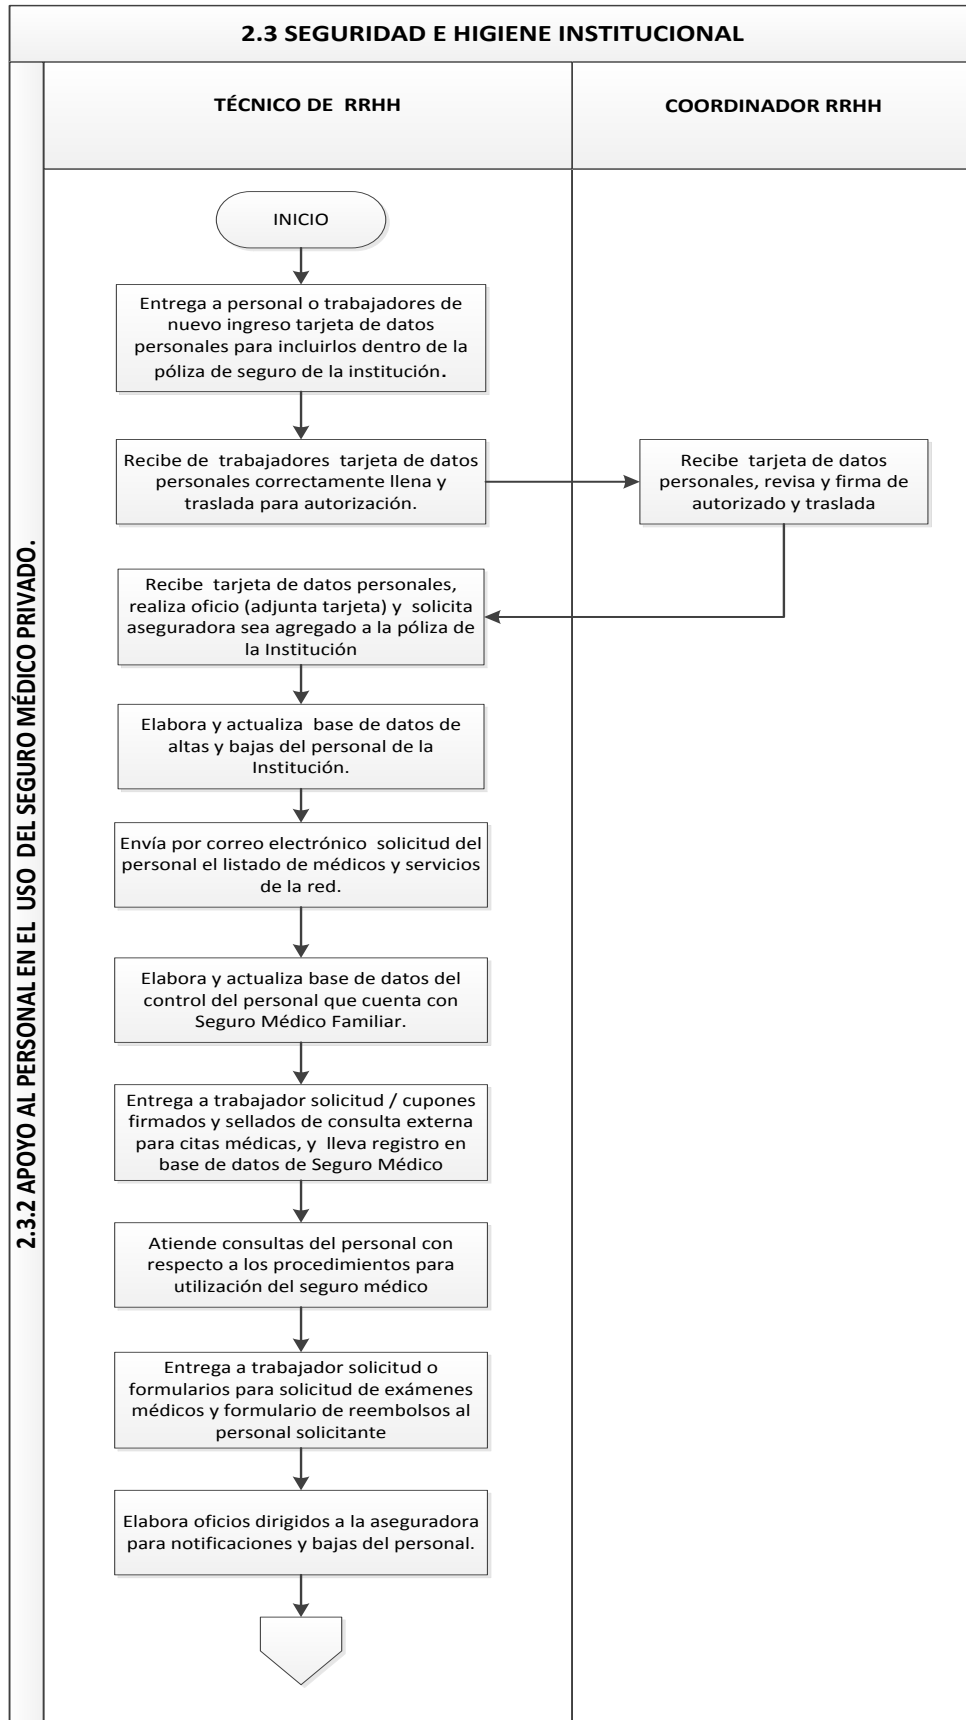 2.3 SEGURIDAD E HIGIENE INSTITUCIONAL
2.3.2 APOYO AL PERSONAL EN EL USO DEL SEGURO MÉDICO PRIVADO.
TÉCNICO DE RRHH
COORDINADOR RRHH
INICIO
Entrega a personal o trabajadores de
nuevo ingreso tarjeta de datos
personales para incluirlos dentro de la
póliza de seguro de la institución.
Recibe de trabajadores tarjeta de datos
personales correctamente llena y
traslada para autorización.
Recibe tarjeta de datos
personales, revisa y firma de
autorizado y traslada
Recibe tarjeta de datos personales,
realiza oficio (adjunta tarjeta) y solicita
aseguradora sea agregado a la póliza de
la Institución
Elabora y actualiza base de datos de
altas y bajas del personal de la
Institución.
Envía por correo electrónico solicitud del
personal el listado de médicos y servicios
de la red.
Elabora y actualiza base de datos del
control del personal que cuenta con
Seguro Médico Familiar.
Entrega a trabajador solicitud / cupones
firmados y sellados de consulta externa
para citas médicas, y lleva registro en
base de datos de Seguro Médico
Atiende consultas del personal con
respecto a los procedimientos para
utilización del seguro médico
Entrega a trabajador solicitud o
formularios para solicitud de exámenes
médicos y formulario de reembolsos al
personal solicitante
Elabora oficios dirigidos a la aseguradora
para notificaciones y bajas del personal.